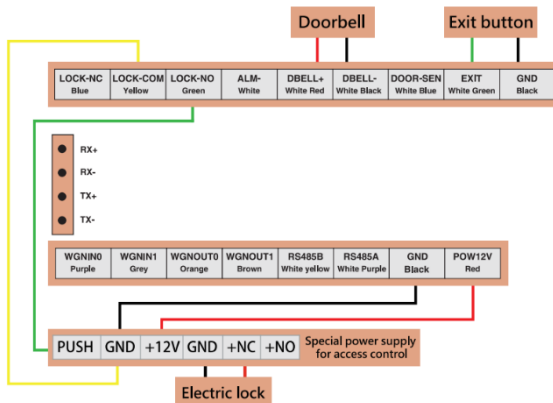 Doorbell
Exit button
LOCK-NC LOCK-COM LOCK-NO ALM- DBELL+ DBELL- DOOR-SEN EXIT GND
Blue Yellow Green White White Red White Black White Blue White Green Black
RX+
RX-
TX+
TX-
WGNIN0 WGNIN1 WGNOUT0 WGNOUT1 RS485B RS485A GND POW12V
Purple Grey Orange Brown White yellow White Purple Black Red
PUSH GND +12V GND +NC +NO
Special power supply
for access control
Electric lock